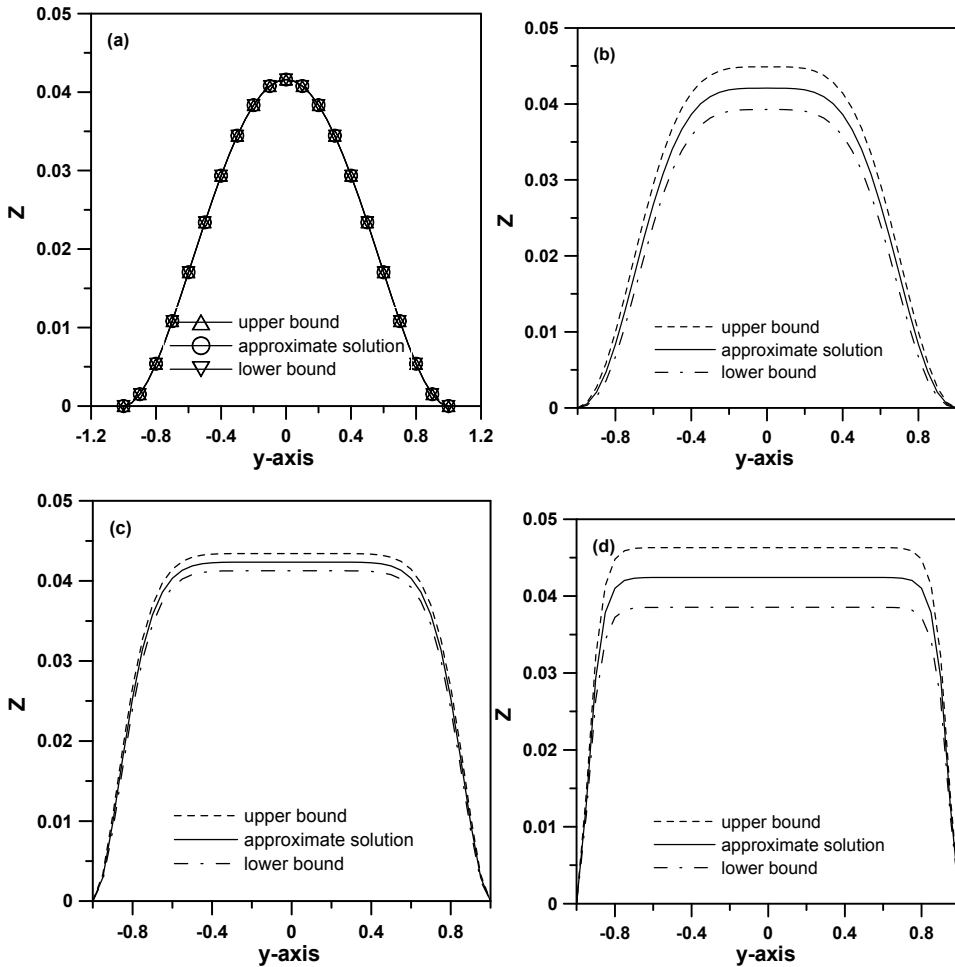 (a)
0.05
0.04
0.03
0.02
0.01
0
Z
upper bound
approximate solution
lower bound
-1.2 -0.8 -0.4 0 0.4 0.8 1.2
y-axis
(b)
0.05
0.04
0.03
0.02
0.01
0
Z
upper bound
approximate solution
lower bound
-0.8 -0.4 0 0.4 0.8
y-axis
(c)
0.05
0.04
0.03
0.02
0.01
0
Z
upper bound
approximate solution
lower bound
-0.8 -0.4 0 0.4 0.8
y-axis
(d)
0.05
0.04
0.03
0.02
0.01
0
Z
upper bound
approximate solution
lower bound
-0.8 -0.4 0 0.4 0.8
y-axis